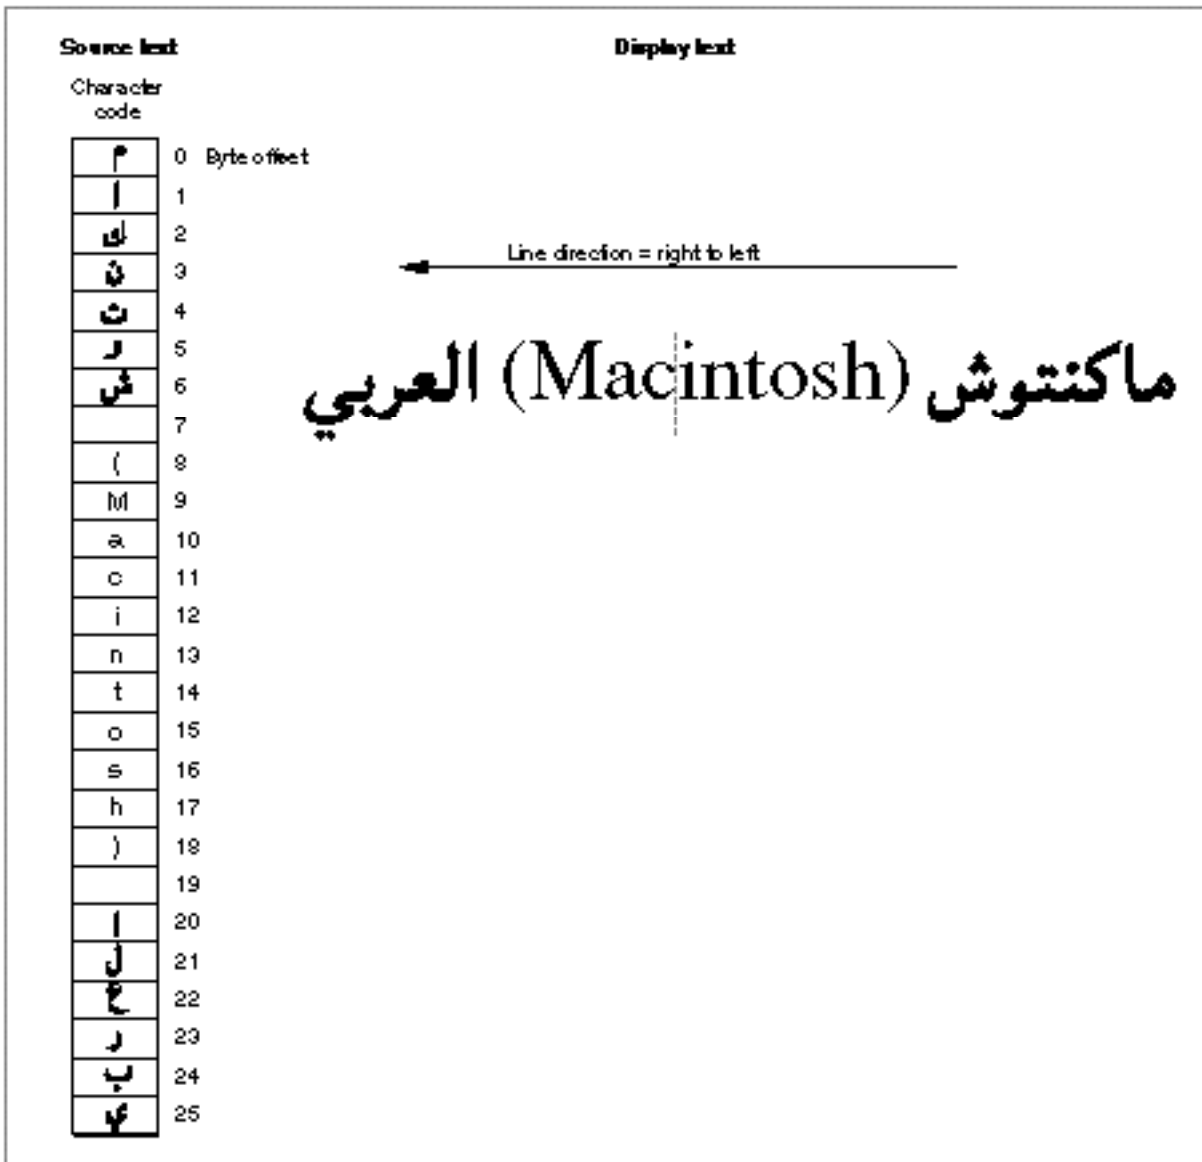 Source text
Display text
Character
code
م 0 Byte offset
ا 1
ك 2
Line direction = right to left
ن 3
ت 4
ماكنتوش (Macintosh) العربي
و 5
ش 6
7
( 8
M 9
a 10
c 11
i 12
n 13
t 14
o 15
s 16
h 17
) 18
19
ا 20
ل 21
ع 22
ر 23
ب 24
ي 25